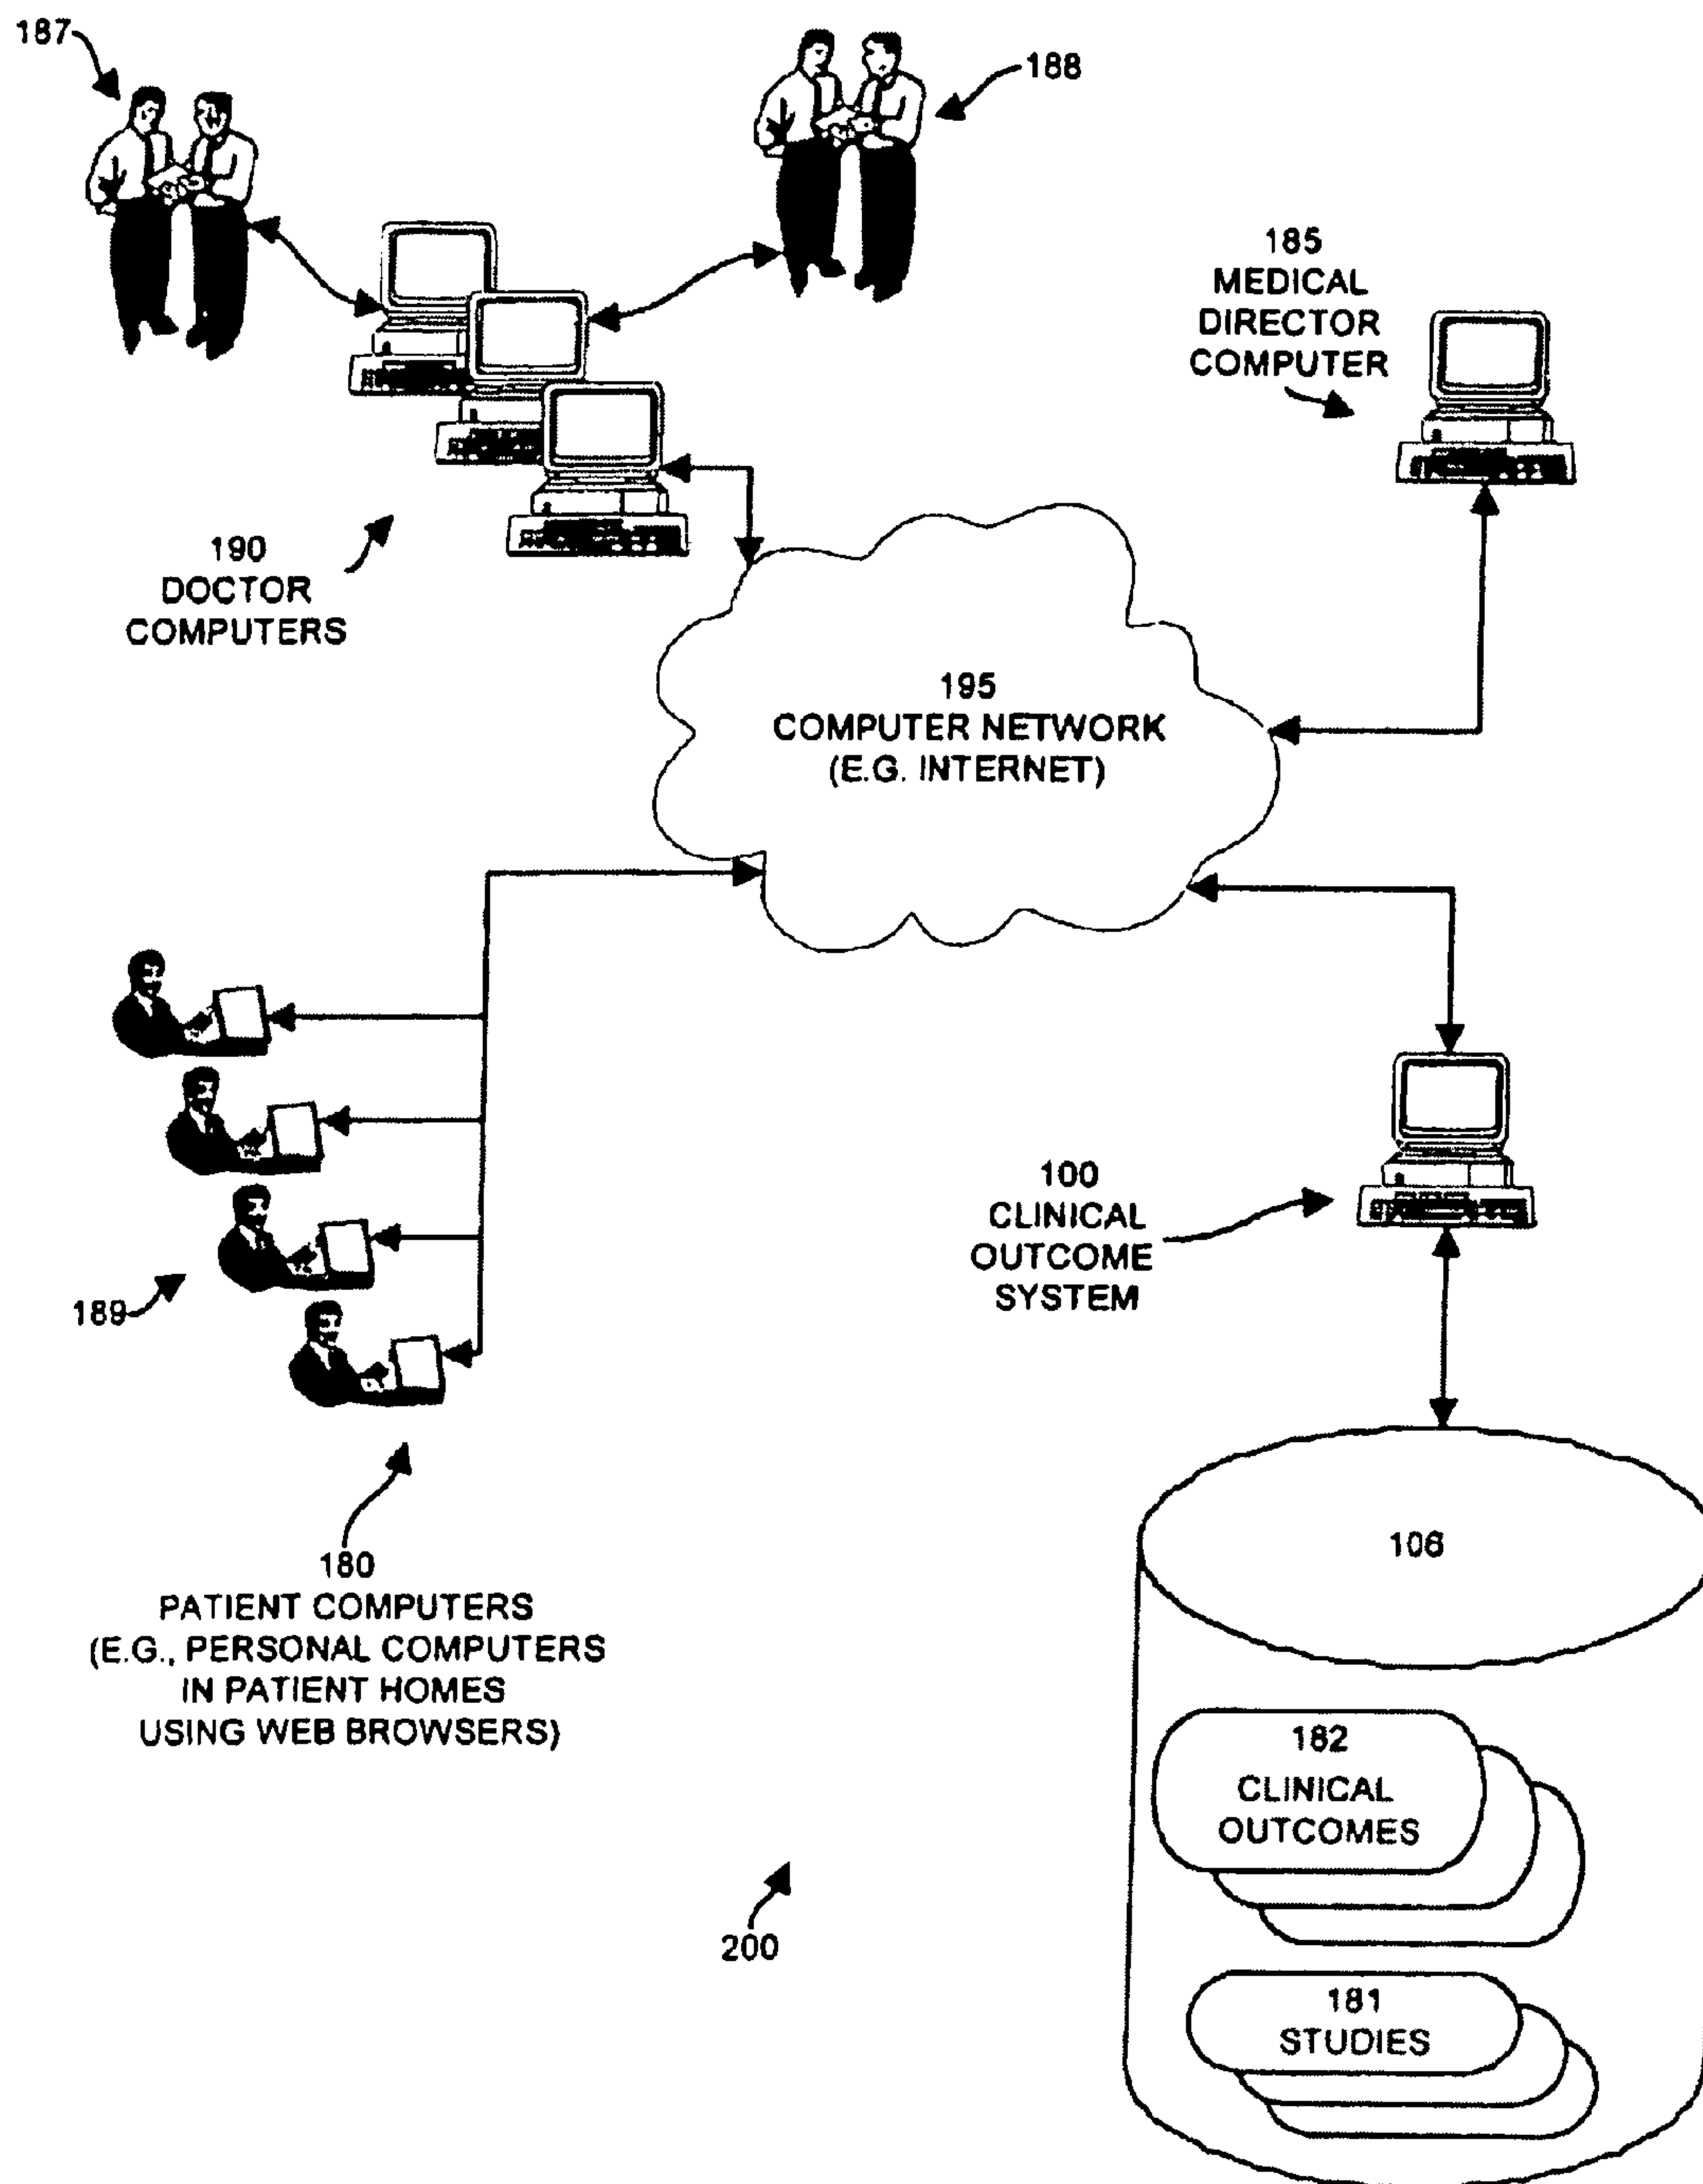 187
188
185
MEDICAL
DIRECTOR
COMPUTER
190
DOCTOR
COMPUTERS
195
COMPUTER NETWORK
(E.G. INTERNET)
100
CLINICAL
OUTCOME
SYSTEM
189
180
PATIENT COMPUTERS
(E.G., PERSONAL COMPUTERS
IN PATIENT HOMES
USING WEB BROWSERS)
106
182
CLINICAL
OUTCOMES
181
STUDIES
200